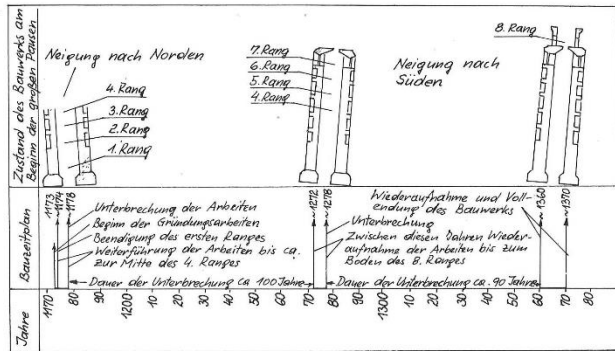 Zustand des Bauwerks am
Beginn der großen Pausen
Neigung nach Norden
4. Rang
3. Rang
2. Rang
1. Rang
7. Rang
6. Rang
5. Rang
4. Rang
Neigung nach
Süden
8. Rang
Bauzeitplan
1173
~1174
~1178
Unterbrechung der Arbeiten
Beginn der Gründungsarbeiten
Beendigung des ersten Ranges
Weiterführung der Arbeiten bis ca.
zur Mitte des 4. Ranges
Dauer der Unterbrechung ca. 100 Jahre
~1272
~1278
Wiederaufnahme und Voll-
endung des Bauwerks
~1360
~1370
Unterbrechung
Zwischen diesen Jahren Wieder-
aufnahme der Arbeiten bis zum
Boden des 8. Ranges
Dauer der Unterbrechung ca. 90 Jahre
Jahre
1170 80 90 1200 10 20 30 40 50 60 70 80 90 1300 10 20 30 40 50 60 70 80